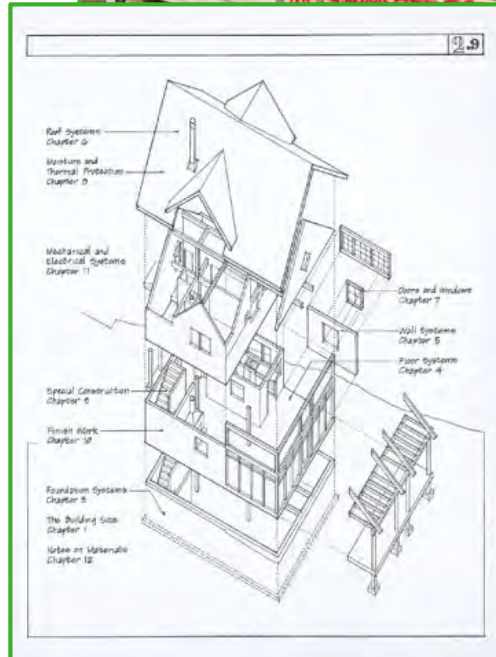 2.9
Roof Systems
Chapter 6
Moisture and
Thermal Protection
Chapter 8
Mechanical and
Electrical Systems
Chapter 11
Doors and Windows
Chapter 7
Wall Systems
Chapter 5
Floor Systems
Chapter 4
Special Construction
Chapter 9
Finish Work
Chapter 10
Foundation Systems
Chapter 3
The Building Site
Chapter 1
Notes on Materials
Chapter 12